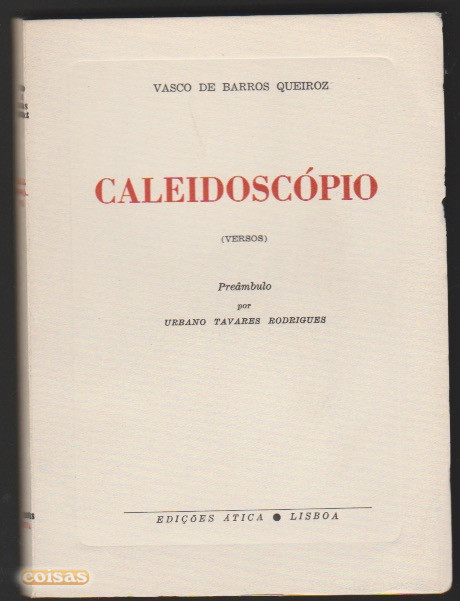 VASCO DE BARROS QUEIROZ
CALEIDOSCÓPIO
(VERSOS)
Preâmbulo
por
URBANO TAVARES RODRIGUES
EDIÇÕES ÁTICA ● LISBOA
coisas